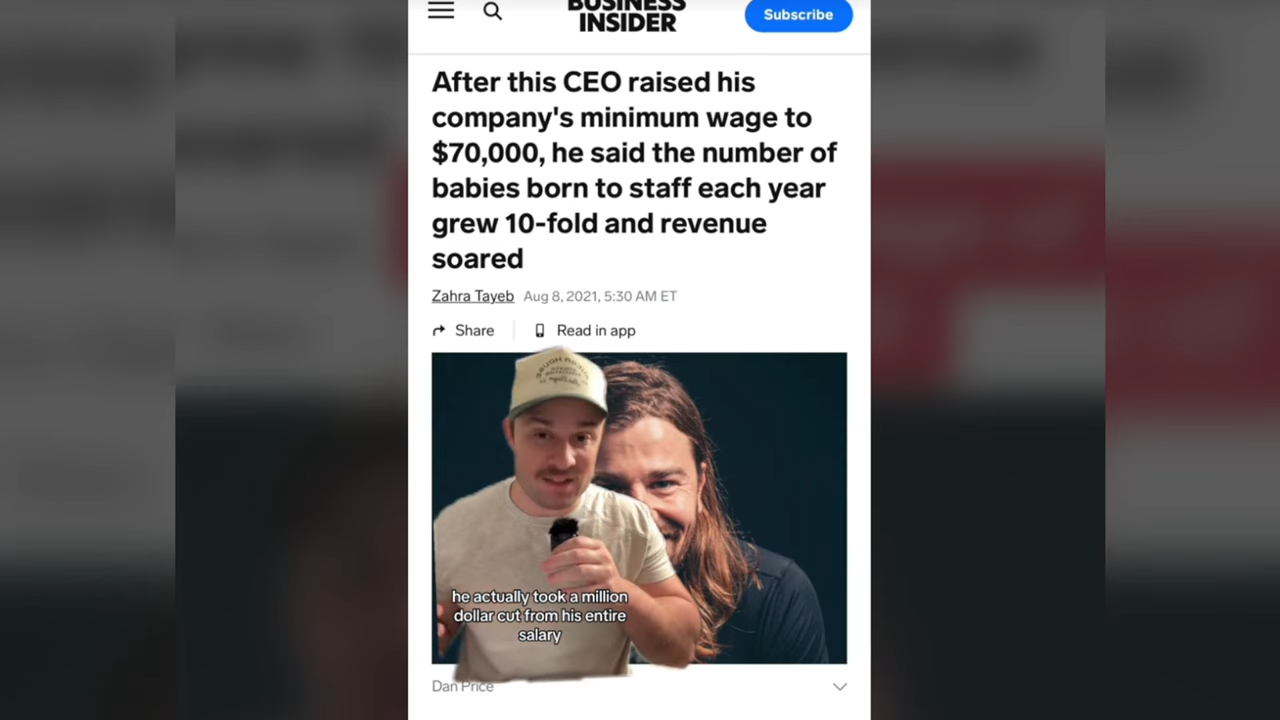 BUSINESS
INSIDER
Subscribe
After this CEO raised his
company's minimum wage to
$70,000, he said the number of
babies born to staff each year
grew 10-fold and revenue
soared
Zahra Tayeb Aug 8, 2021, 5:30 AM ET
Share Read in app
he actually took a million
dollar cut from his entire
salary
Dan Price